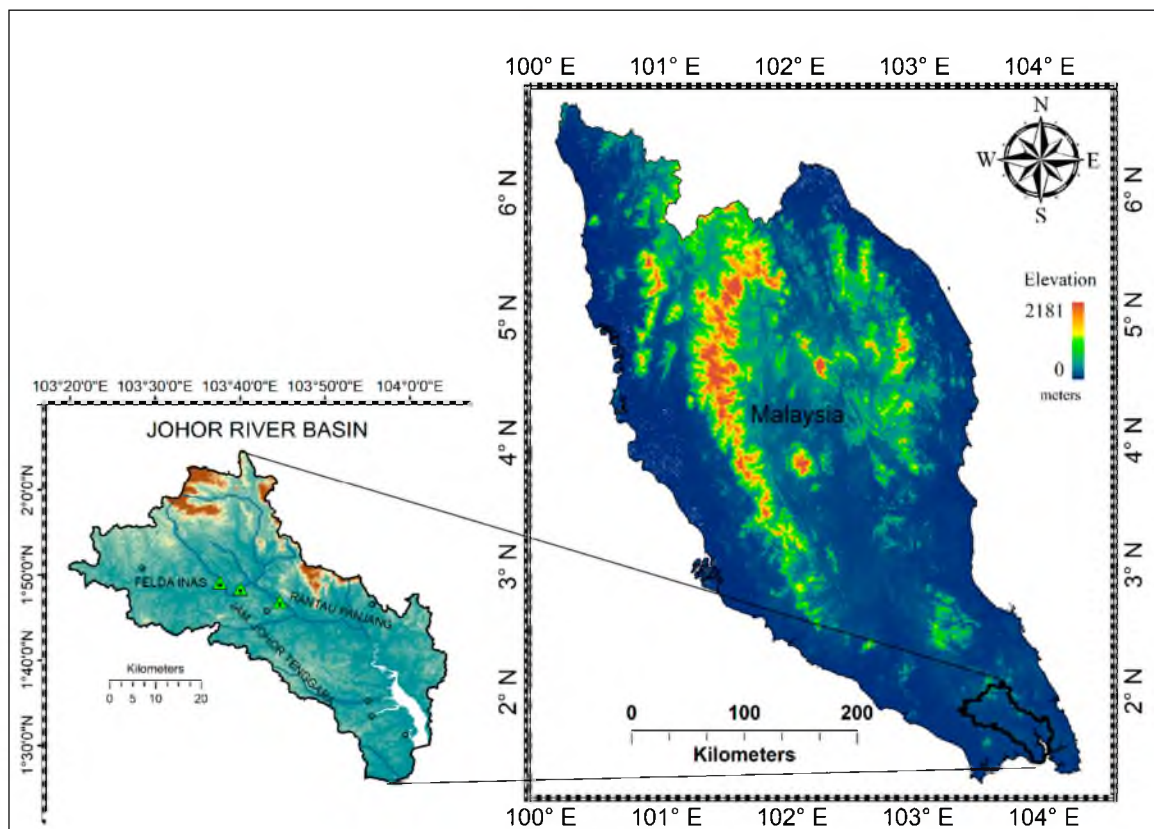 100° E 101° E 102° E 103° E 104° E
N
W E
S
6° N
Elevation
2181
0
meters
5° N
Malaysia
4° N
3° N
2° N
0 100 200
Kilometers
100° E 101° E 102° E 103° E 104° E
103°20'0"E 103°30'0"E 103°40'0"E 103°50'0"E 104°0'0"E
JOHOR RIVER BASIN
2°0'0"N
1°50'0"N
FELDA INAS
RANTAU PANJANG
JOHOR TENGGARA
1°40'0"N
Kilometers
0 5 10 20
1°30'0"N
6° N
5° N
4° N
3° N
2° N